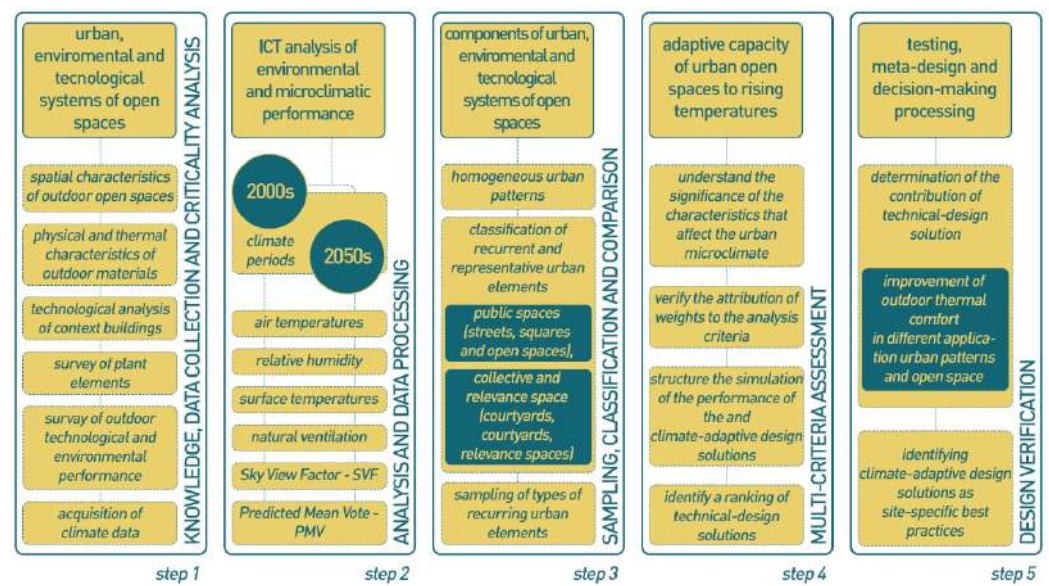 urban,
enviromental and
tecnological
systems of open
spaces
spatial characteristics
of outdoor open spaces
physical and thermal
characteristics of
outdoor materials
technological analysis
of context buildings
survey of plant
elements
survay of outdoor
technological and
environmental
performance
acquisition of
climate data
KNOWLEDGE, DATA COLLECTION AND CRITICALITY ANALYSIS
step 1
ICT analysis of
environmental
and microclimatic
performance
2000s
climate
periods
2050s
air temperatures
relative humidity
surface temperatures
natural ventilation
Sky View Factor - SVF
Predicted Mean Vote -
PMV
ANALYSIS AND DATA PROCESSING
step 2
components of urban,
enviromental and
tecnological
systems of open
spaces
homogeneous urban
patterns
classification of
recurrent and
representative urban
elements
public spaces
(streets, squares
and open spaces),
collective and
relevance space
(courtyards,
courtyards,
relevance spaces)
sampling of types of
recurring urban
elements
SAMPLING, CLASSIFICATION AND COMPARISON
step 3
adaptive capacity
of urban open
spaces to rising
temperatures
understand the
significance of the
characteristics that
affect the urban
microclimate
verify the attribution of
weights to the analysis
criteria
structure the simulation
of the performance of
the and
climate-adaptive design
solutions
identify a ranking of
technical-design
solutions
MULTI-CRITERIA ASSESSMENT
step 4
testing,
meta-design and
decision-making
processing
determination of the
contribution of
technical-design
solution
improvement of
outdoor thermal
comfort
in different applica-
tion urban patterns
and open space
identifying
climate-adaptive design
solutions as
site-specific best
practices
DESIGN VERIFICATION
step 5